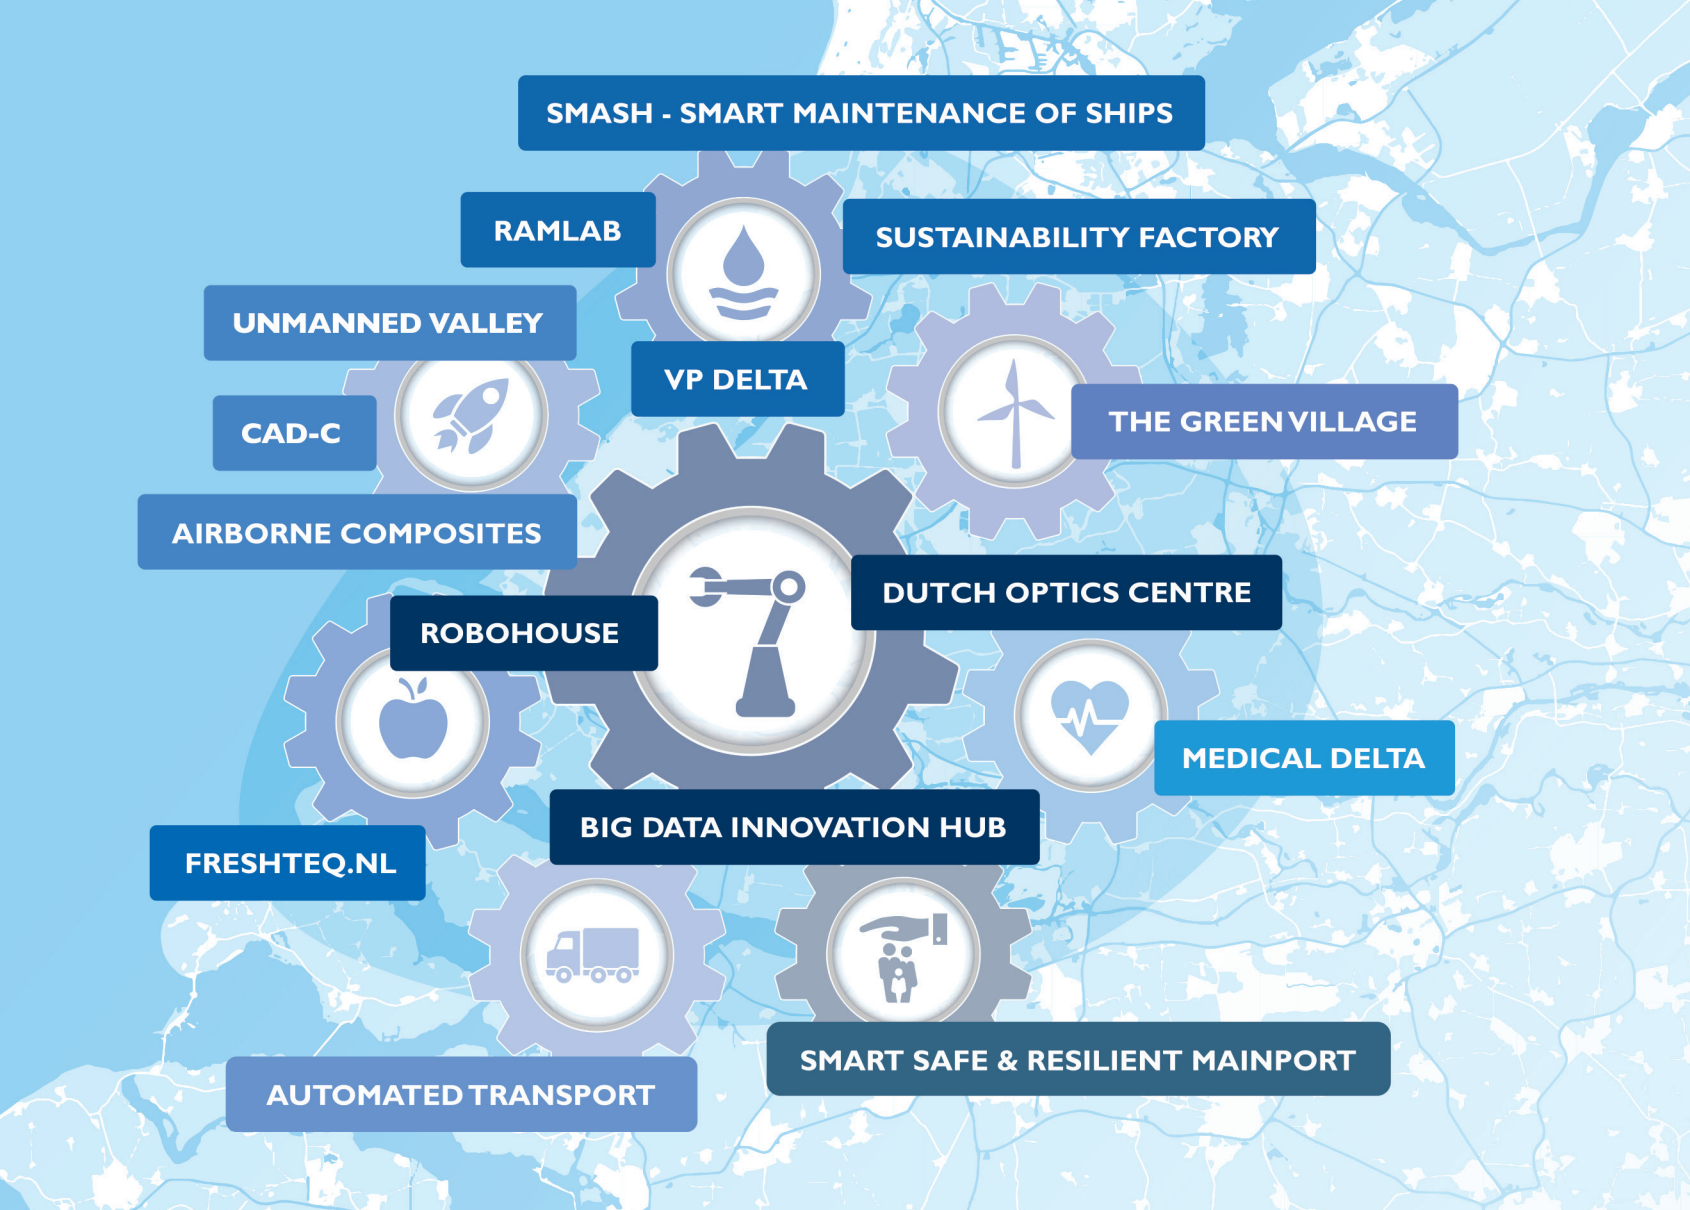 SMASH - SMART MAINTENANCE OF SHIPS
RAMLAB
SUSTAINABILITY FACTORY
UNMANNED VALLEY
VP DELTA
THE GREEN VILLAGE
CAD-C
AIRBORNE COMPOSITES
DUTCH OPTICS CENTRE
ROBOHOUSE
MEDICAL DELTA
BIG DATA INNOVATION HUB
FRESHTEQ.NL
SMART SAFE & RESILIENT MAINPORT
AUTOMATED TRANSPORT